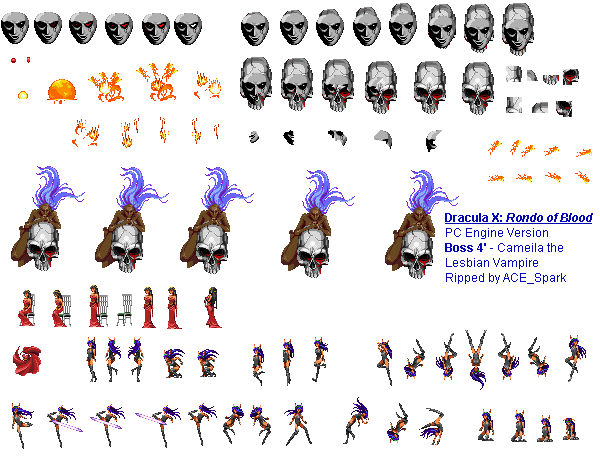 Dracula X: Rondo of Blood
PC Engine Version
Boss 4' - Cameila the
Lesbian Vampire
Ripped by ACE_Spark